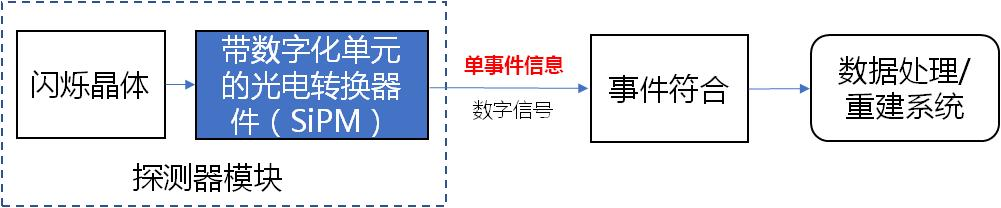 闪烁晶体
带数字化单元
的光电转换器
件（SiPM）
探测器模块
单事件信息
数字信号
事件符合
数据处理/
重建系统